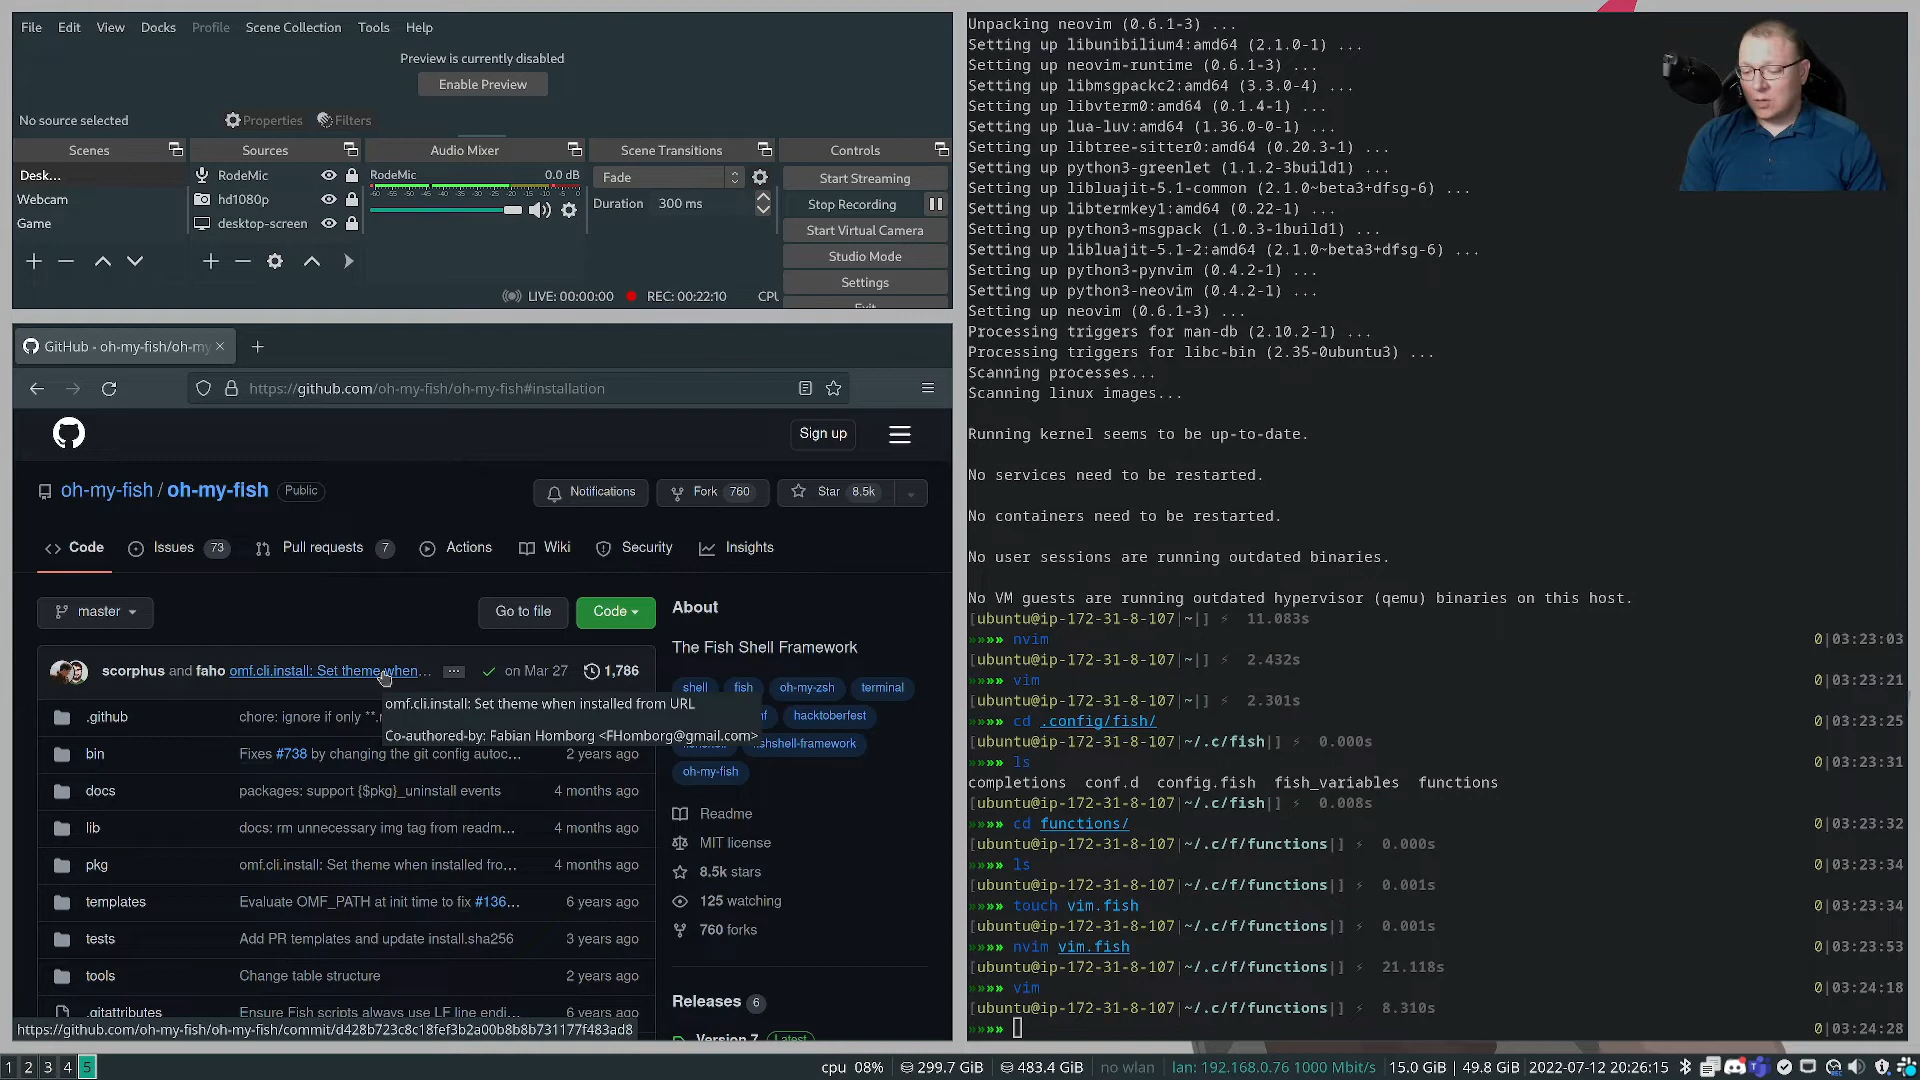 File Edit View Docks Profile Scene Collection Tools Help
Preview is currently disabled
Enable Preview
No source selected
Properties
Filters
Scenes
Sources
Audio Mixer
Scene Transitions
Controls
Desk...
Webcam
Game
RodeMic
hd1080p
desktop-screen
RodeMic 0.0 dB
-60 -55 -50 -45 -40 -35 -30 -25 -20 -15 -10 -5 0
Fade
Duration 300 ms
Start Streaming
Stop Recording
Start Virtual Camera
Studio Mode
Settings
LIVE: 00:00:00 REC: 00:22:10
GitHub - oh-my-fish/oh-my
https://github.com/oh-my-fish/oh-my-fish#installation
Sign up
oh-my-fish / oh-my-fish Public
Notifications Fork 760 Star 8.5k
Code Issues 73 Pull requests 7 Actions Wiki Security Insights
master
Go to file
Code
scorphus and faho omf.cli.install: Set theme when... on Mar 27 1,786
omf.cli.install: Set theme when installed from URL
Co-authored-by: Fabian Homborg <FHomborg@gmail.com>
.github chore: ignore if only **.
bin Fixes #738 by changing the git config autoc... 2 years ago
docs packages: support {$pkg}_uninstall events 4 months ago
lib docs: rm unnecessary img tag from readm... 4 months ago
pkg omf.cli.install: Set theme when installed fro... 4 months ago
templates Evaluate OMF_PATH at init time to fix #136... 6 years ago
tests Add PR templates and update install.sha256 3 years ago
tools Change table structure 2 years ago
.gitattributes Ensure Fish scripts always use LF line endi... 6 years ago
https://github.com/oh-my-fish/oh-my-fish/commit/d428b723c8c18fef3b2a00b8b8b731177f483ad8
About
The Fish Shell Framework
shell fish oh-my-zsh terminal
hacktoberfest
oh-my-fish
Readme
MIT license
8.5k stars
125 watching
760 forks
Releases 6
Version 7 Latest
Unpacking neovim (0.6.1-3) ...
Setting up libunibilium4:amd64 (2.1.0-1) ...
Setting up neovim-runtime (0.6.1-3) ...
Setting up libmsgpackc2:amd64 (3.3.0-4) ...
Setting up libvterm0:amd64 (0.1.4-1) ...
Setting up lua-luv:amd64 (1.36.0-0-1) ...
Setting up libtree-sitter0:amd64 (0.20.3-1) ...
Setting up python3-greenlet (1.1.2-3build1) ...
Setting up libluajit-5.1-common (2.1.0~beta3+dfsg-6) ...
Setting up libtermkey1:amd64 (0.22-1) ...
Setting up python3-msgpack (1.0.3-1build1) ...
Setting up libluajit-5.1-2:amd64 (2.1.0~beta3+dfsg-6) ...
Setting up python3-pynvim (0.4.2-1) ...
Setting up python3-neovim (0.4.2-1) ...
Setting up neovim (0.6.1-3) ...
Processing triggers for man-db (2.10.2-1) ...
Processing triggers for libc-bin (2.35-0ubuntu3) ...
Scanning processes...
Scanning linux images...
Running kernel seems to be up-to-date.
No services need to be restarted.
No containers need to be restarted.
No user sessions are running outdated binaries.
No VM guests are running outdated hypervisor (qemu) binaries on this host.
[ubuntu@ip-172-31-8-107|~|] ⚡ 11.083s
»»»» nvim 0|03:23:03
[ubuntu@ip-172-31-8-107|~|] ⚡ 2.432s
»»»» vim 0|03:23:21
[ubuntu@ip-172-31-8-107|~|] ⚡ 2.301s
»»»» cd .config/fish/ 0|03:23:25
[ubuntu@ip-172-31-8-107|~/.c/fish|] ⚡ 0.000s
»»»» ls 0|03:23:31
completions conf.d config.fish fish_variables functions
[ubuntu@ip-172-31-8-107|~/.c/fish|] ⚡ 0.008s
»»»» cd functions/ 0|03:23:32
[ubuntu@ip-172-31-8-107|~/.c/f/functions|] ⚡ 0.000s
»»»» ls 0|03:23:34
[ubuntu@ip-172-31-8-107|~/.c/f/functions|] ⚡ 0.001s
»»»» touch vim.fish 0|03:23:34
[ubuntu@ip-172-31-8-107|~/.c/f/functions|] ⚡ 0.001s
»»»» nvim vim.fish 0|03:23:53
[ubuntu@ip-172-31-8-107|~/.c/f/functions|] ⚡ 21.118s
»»»» vim 0|03:24:18
[ubuntu@ip-172-31-8-107|~/.c/f/functions|] ⚡ 8.310s
»»»» 0|03:24:28
1 2 3 4 5
cpu 08% 299.7 GiB 483.4 GiB no wlan lan: 192.168.0.76 1000 Mbit/s 15.0 GiB | 49.8 GiB 2022-07-12 20:26:15